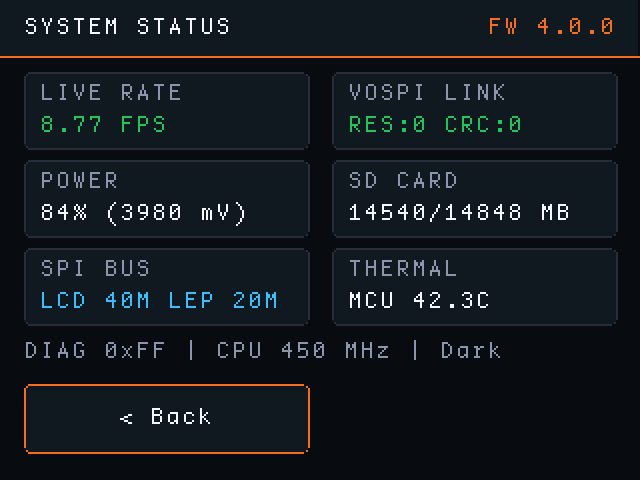 SYSTEM STATUS FW 4.0.0
LIVE RATE
8.77 FPS
VOSPI LINK
RES:0 CRC:0
POWER
84% (3980 mV)
SD CARD
14540/14848 MB
SPI BUS
LCD 40M LEP 20M
THERMAL
MCU 42.3C
DIAG 0xFF | CPU 450 MHz | Dark
< Back